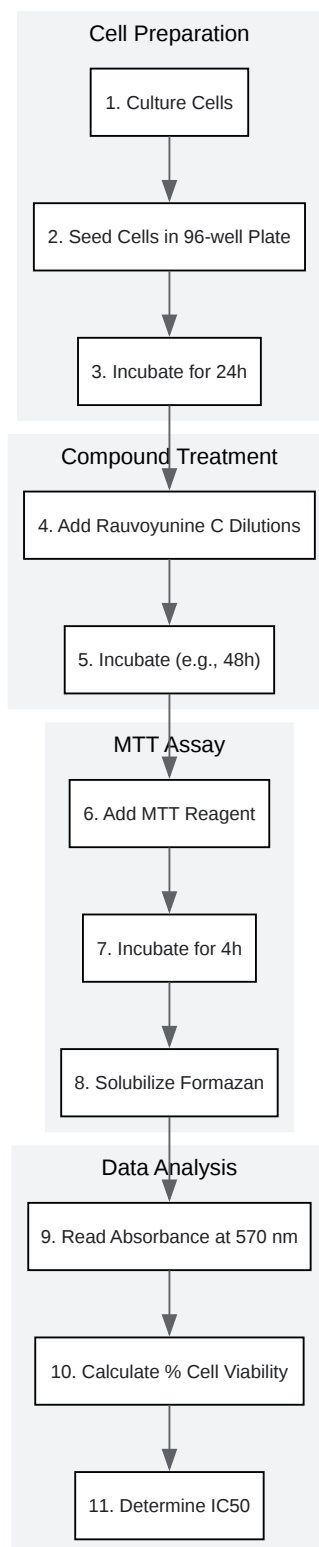 Cell Preparation
1. Culture Cells
2. Seed Cells in 96-well Plate
3. Incubate for 24h
Compound Treatment
4. Add Rauvoyunine C Dilutions
5. Incubate (e.g., 48h)
MTT Assay
6. Add MTT Reagent
7. Incubate for 4h
8. Solubilize Formazan
Data Analysis
9. Read Absorbance at 570 nm
10. Calculate % Cell Viability
11. Determine IC50